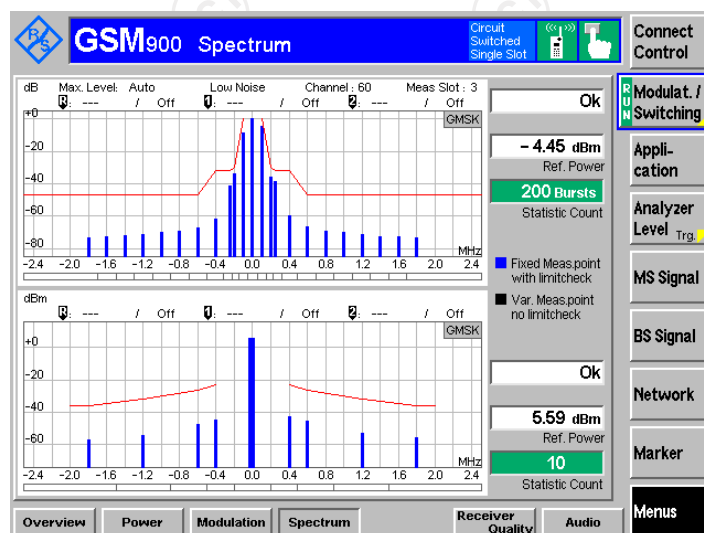 R&S
GSM900 Spectrum
Circuit
Switched
Single Slot
Connect
Control
dB Max. Level: Auto Low Noise Channel : 60 Meas Slot : 3
R: --- / Off 1: --- / Off 2: --- / Off
GMSK
+0
-20
-40
-60
-80
MHz
-2.4 -2.0 -1.6 -1.2 -0.8 -0.4 0.0 0.4 0.8 1.2 1.6 2.0 2.4
Ok
– 4.45 dBm
Ref. Power
200 Bursts
Statistic Count
Fixed Meas.point
with limitcheck
Var. Meas.point
no limitcheck
dBm
R: --- / Off 1: --- / Off 2: --- / Off
GMSK
+0
-20
-40
-60
MHz
-2.4 -2.0 -1.6 -1.2 -0.8 -0.4 0.0 0.4 0.8 1.2 1.6 2.0 2.4
Ok
5.59 dBm
Ref. Power
10
Statistic Count
RUN
Modulat. /
Switching
Appli-
cation
Analyzer
Level Trg.
MS Signal
BS Signal
Network
Marker
Menus
Overview Power Modulation Spectrum Receiver
Quality Audio